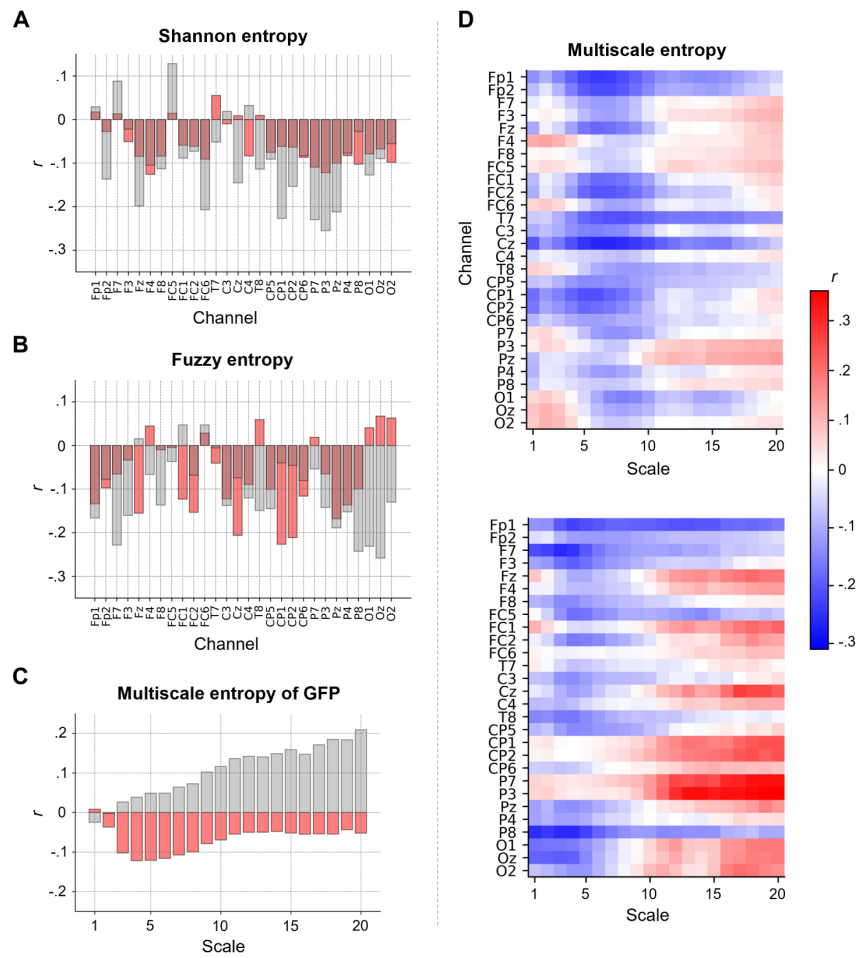 A
Shannon entropy
.1
0
-.1
-.2
-.3
r
Fp1 Fp2 F7 F3 Fz F4 F8 FC5 FC1 FC2 FC6 T7 C3 Cz C4 T8 CP5 CP1 CP2 CP6 P7 P3 Pz P4 P8 O1 Oz O2
Channel
B
Fuzzy entropy
.1
0
-.1
-.2
-.3
r
Fp1 Fp2 F7 F3 Fz F4 F8 FC5 FC1 FC2 FC6 T7 C3 Cz C4 T8 CP5 CP1 CP2 CP6 P7 P3 Pz P4 P8 O1 Oz O2
Channel
C
Multiscale entropy of GFP
.2
.1
0
-.1
-.2
r
1 5 10 15 20
Scale
D
Multiscale entropy
Channel
Fp1
Fp2
F7
F3
Fz
F4
F8
FC5
FC1
FC2
FC6
T7
C3
Cz
C4
T8
CP5
CP1
CP2
CP6
P7
P3
Pz
P4
P8
O1
Oz
O2
1 5 10 15 20
Scale
Fp1
Fp2
F7
F3
Fz
F4
F8
FC5
FC1
FC2
FC6
T7
C3
Cz
C4
T8
CP5
CP1
CP2
CP6
P7
P3
Pz
P4
P8
O1
Oz
O2
1 5 10 15 20
Scale
r
.3
.2
.1
0
-.1
-.2
-.3